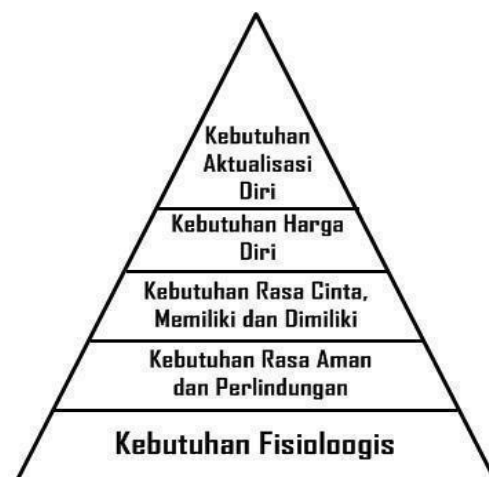 Kebutuhan
Aktualisasi
Diri
Kebutuhan Harga
Diri
Kebutuhan Rasa Cinta,
Memiliki dan Dimiliki
Kebutuhan Rasa Aman
dan Perlindungan
Kebutuhan Fisioloogis